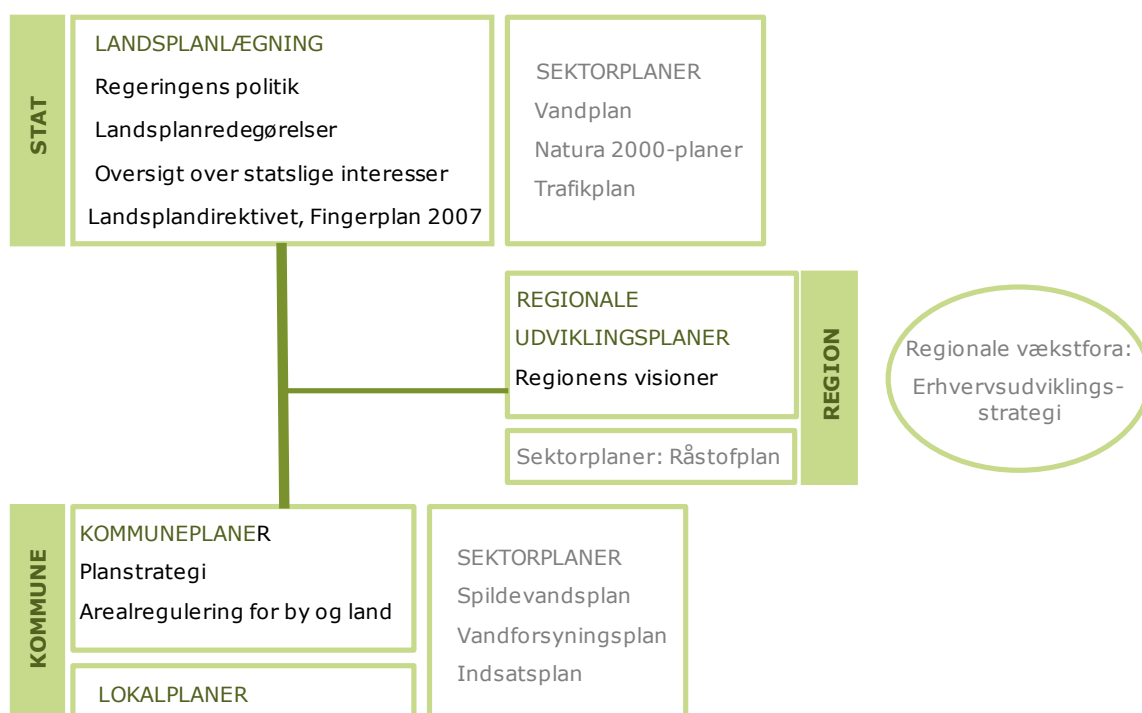 STAT
LANDSPLANLÆGNING
Regeringens politik
Landsplanredegørelser
Oversigt over statslige interesser
Landsplandirektivet, Fingerplan 2007
SEKTORPLANER
Vandplan
Natura 2000-planer
Trafikplan
REGIONALE
UDVIKLINGSPLANER
Regionens visioner
Sektorplaner: Råstofplan
REGION
Regionale vækstfora:
Erhvervsudviklings-
strategi
KOMMUNE
KOMMUNEPLANER
Planstrategi
Arealregulering for by og land
LOKALPLANER
SEKTORPLANER
Spildevandsplan
Vandforsyningsplan
Indsatsplan